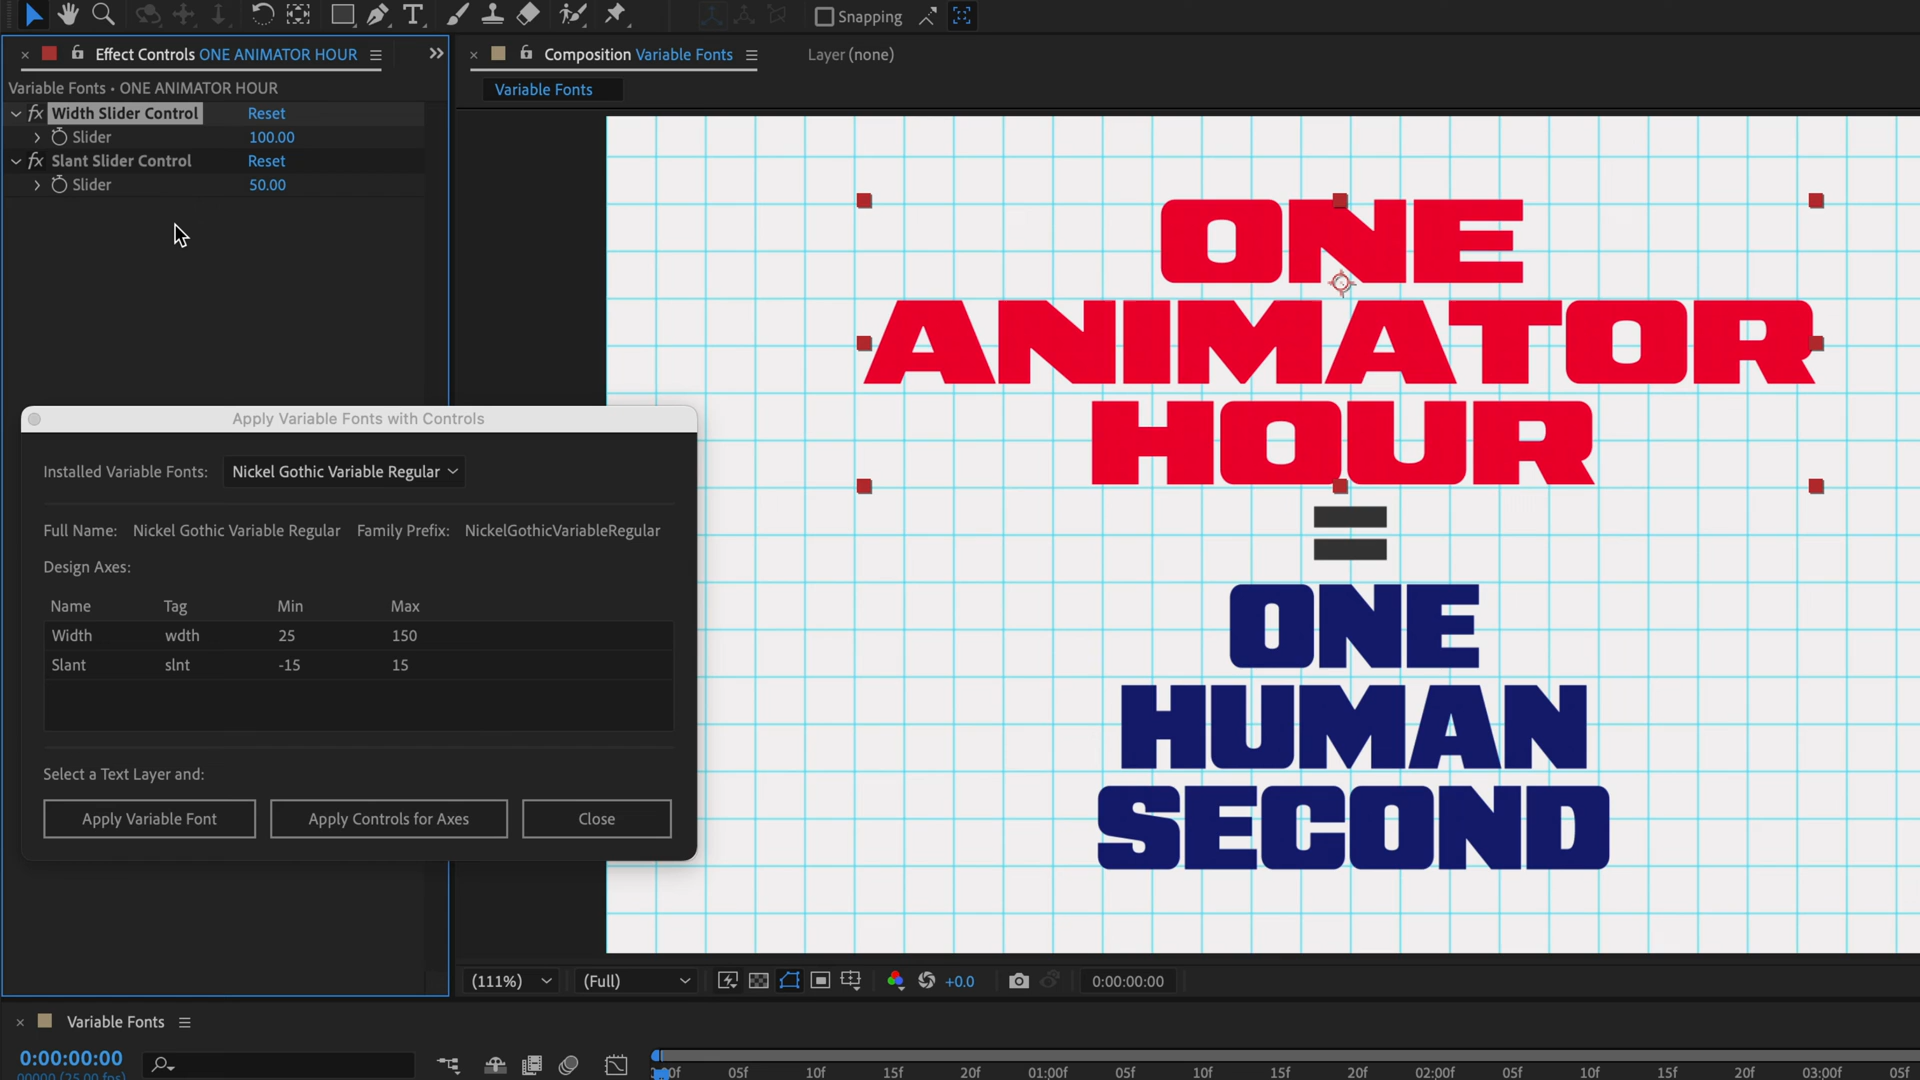 Snapping
Effect Controls ONE ANIMATOR HOUR
Composition Variable Fonts
Layer (none)
Variable Fonts • ONE ANIMATOR HOUR
Variable Fonts
fx Width Slider Control Reset
Slider 100.00
fx Slant Slider Control Reset
Slider 50.00
ONE
ANIMATOR
HOUR
=
ONE
HUMAN
SECOND
Apply Variable Fonts with Controls
Installed Variable Fonts: Nickel Gothic Variable Regular
Full Name: Nickel Gothic Variable Regular Family Prefix: NickelGothicVariableRegular
Design Axes:
Name Tag Min Max
Width wdth 25 150
Slant slnt -15 15
Select a Text Layer and:
Apply Variable Font Apply Controls for Axes Close
(111%) (Full) +0.0 0:00:00:00
Variable Fonts
0:00:00:00
00000 (25.00 fps)
05f 10f 15f 20f 01:00f 05f 10f 15f 20f 02:00f 05f 10f 15f 20f 03:00f 05f